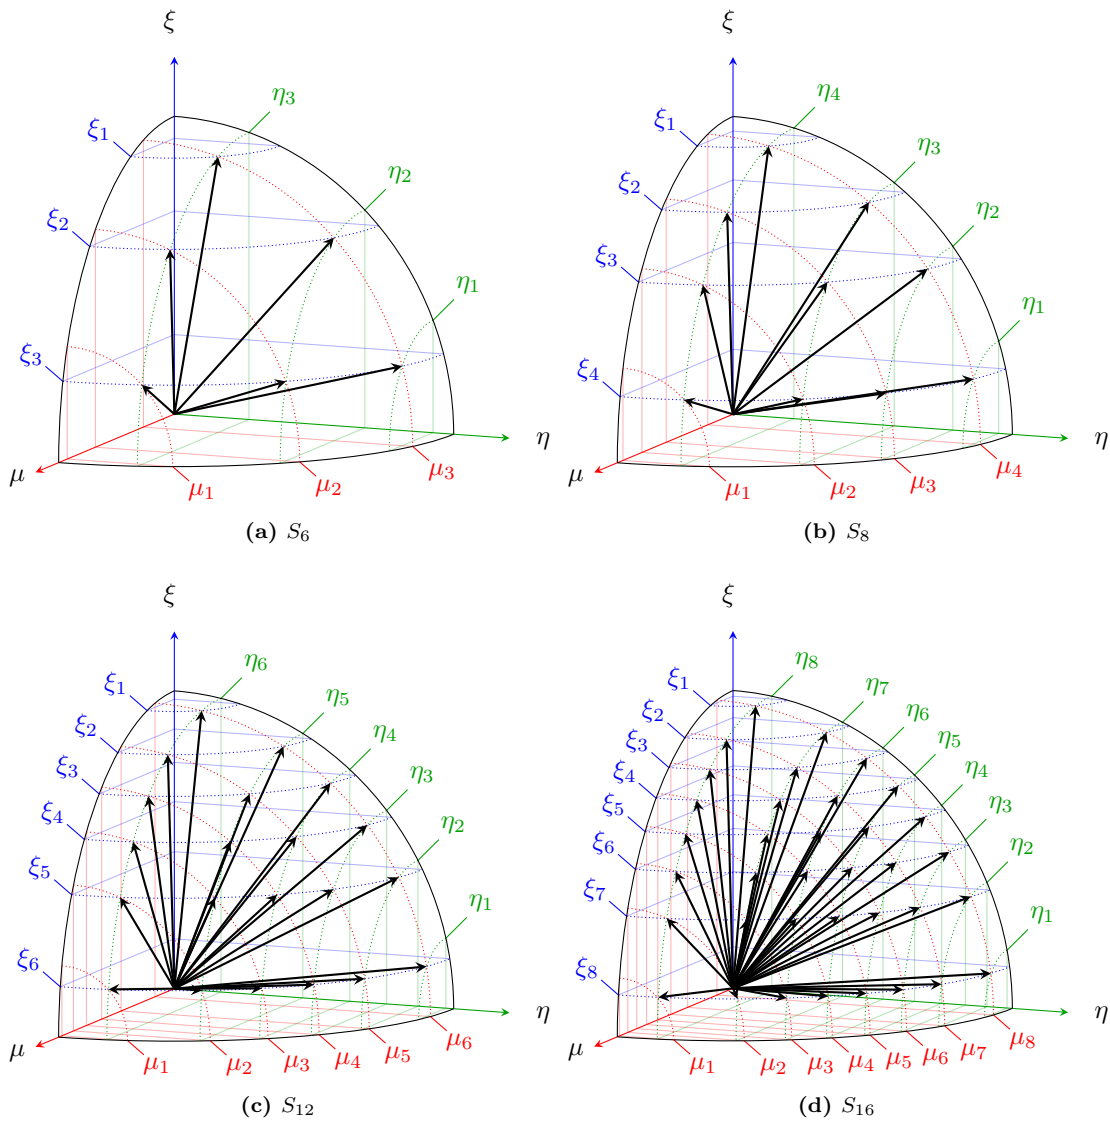 ξ
η₃
ξ₁
η₂
ξ₂
η₁
ξ₃
η
μ
μ₃
μ₂
μ₁
(a) S₆
ξ
η₄
ξ₁
η₃
ξ₂
η₂
ξ₃
η₁
ξ₄
η
μ
μ₄
μ₃
μ₂
μ₁
(b) S₈
ξ
η₆
ξ₁
η₅
ξ₂
η₄
ξ₃
η₃
ξ₄
η₂
ξ₅
η₁
ξ₆
η
μ
μ₆
μ₅
μ₄
μ₃
μ₂
μ₁
(c) S₁₂
ξ
η₈
ξ₁
η₇
ξ₂
η₆
ξ₃
η₅
ξ₄
η₄
ξ₅
η₃
ξ₆
η₂
ξ₇
η₁
ξ₈
η
μ
μ₈
μ₇
μ₆
μ₅
μ₄
μ₃
μ₂
μ₁
(d) S₁₆